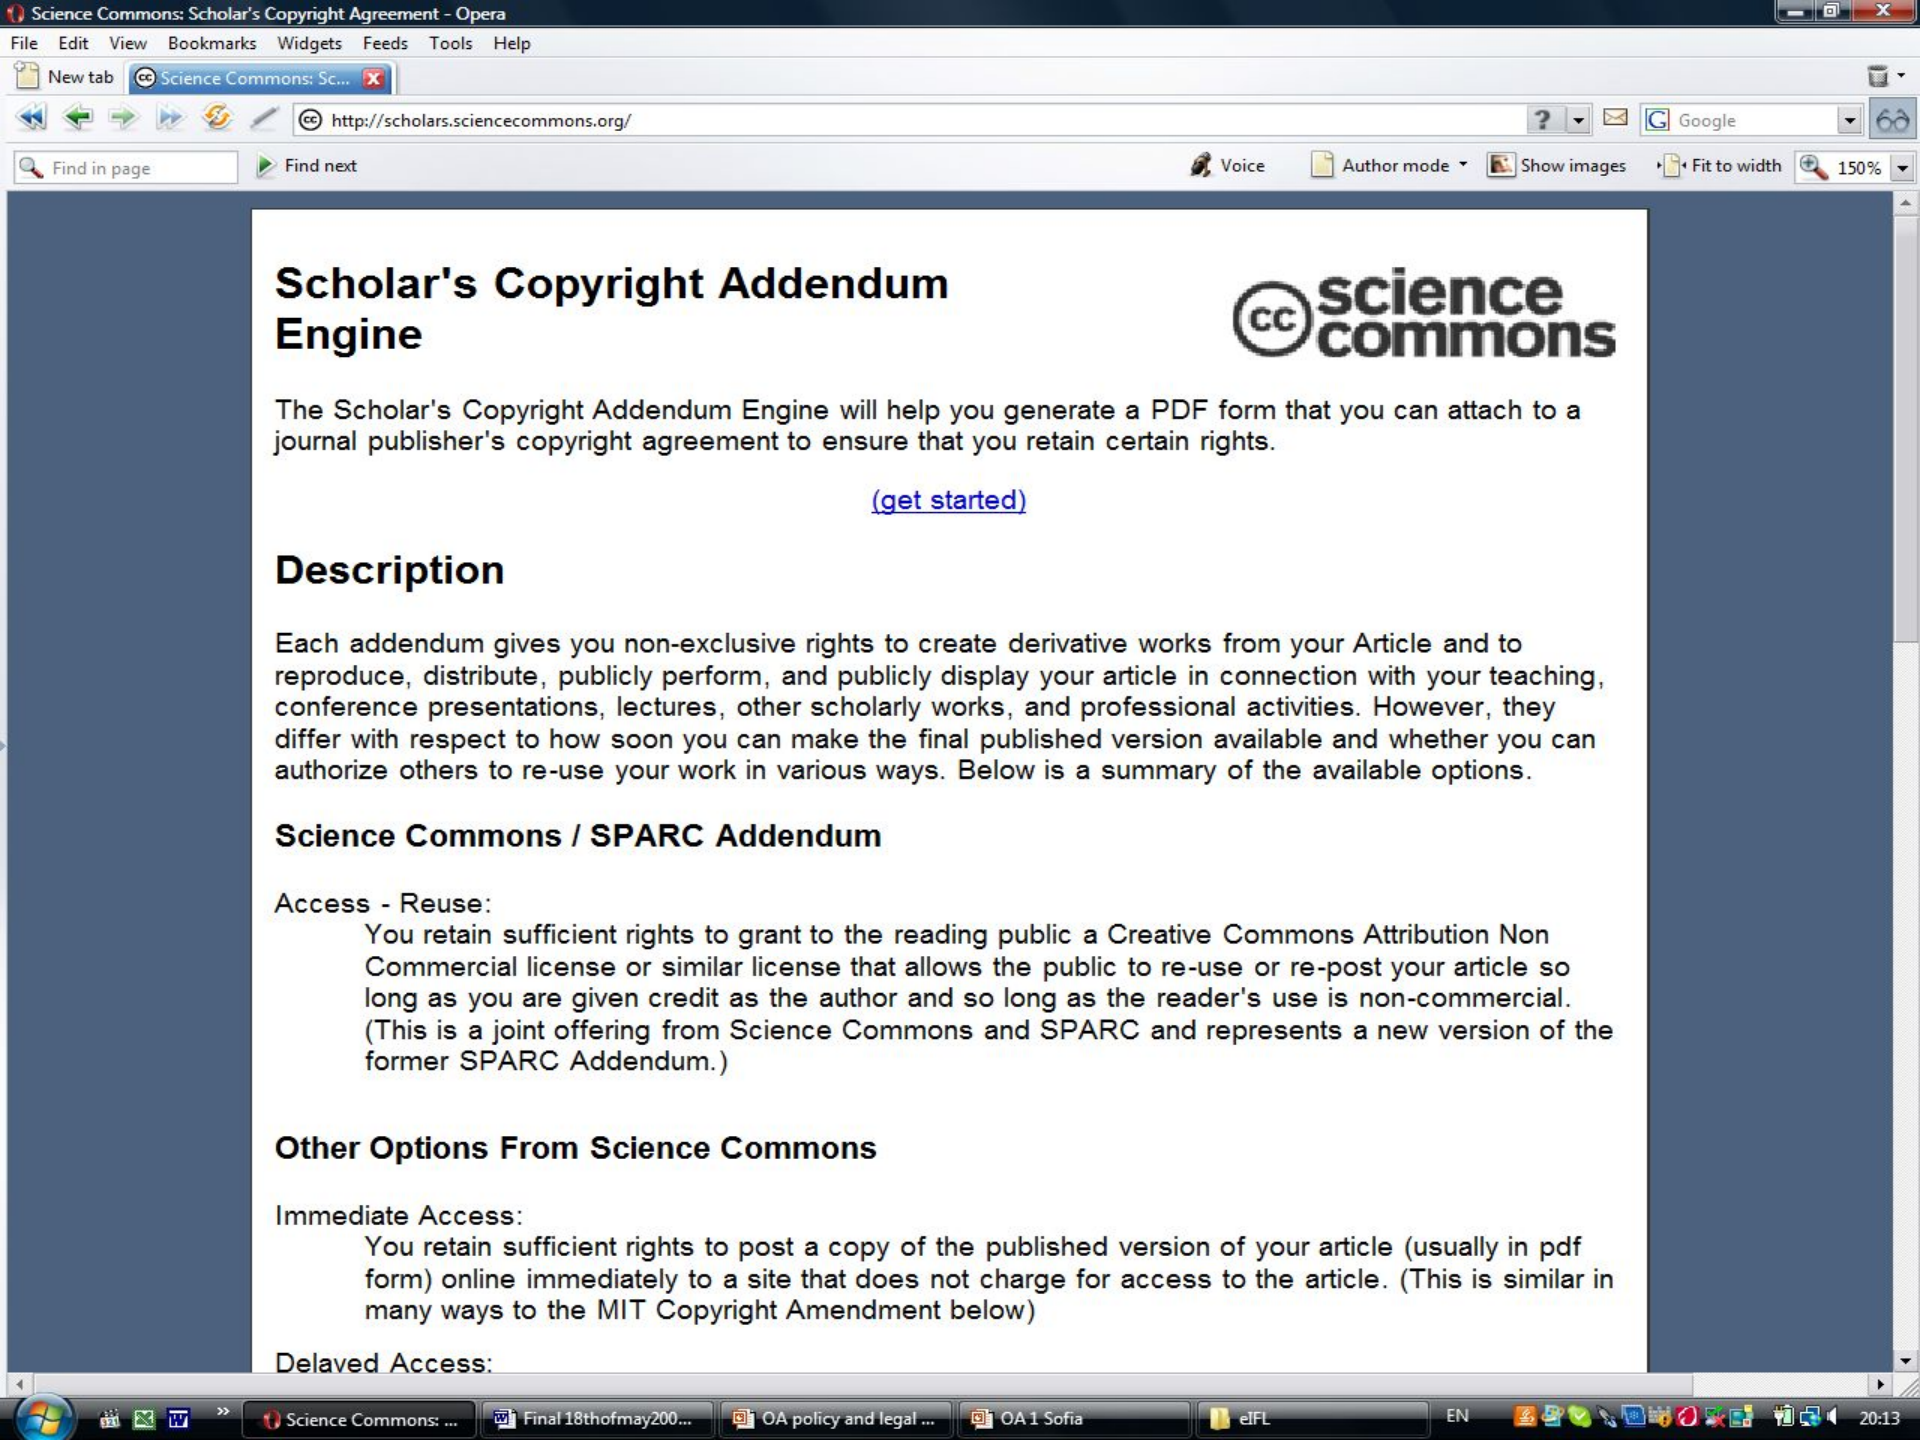 Science Commons: Scholar's Copyright Agreement - Opera
File Edit View Bookmarks Widgets Feeds Tools Help
New tab Science Commons: Sc...
http://scholars.sciencecommons.org/ ? Google
Find in page Find next Voice Author mode Show images Fit to width 150%
Scholar's Copyright Addendum
Engine
cc science
commons
The Scholar's Copyright Addendum Engine will help you generate a PDF form that you can attach to a
journal publisher's copyright agreement to ensure that you retain certain rights.
(get started)
Description
Each addendum gives you non-exclusive rights to create derivative works from your Article and to
reproduce, distribute, publicly perform, and publicly display your article in connection with your teaching,
conference presentations, lectures, other scholarly works, and professional activities. However, they
differ with respect to how soon you can make the final published version available and whether you can
authorize others to re-use your work in various ways. Below is a summary of the available options.
Science Commons / SPARC Addendum
Access - Reuse:
You retain sufficient rights to grant to the reading public a Creative Commons Attribution Non
Commercial license or similar license that allows the public to re-use or re-post your article so
long as you are given credit as the author and so long as the reader's use is non-commercial.
(This is a joint offering from Science Commons and SPARC and represents a new version of the
former SPARC Addendum.)
Other Options From Science Commons
Immediate Access:
You retain sufficient rights to post a copy of the published version of your article (usually in pdf
form) online immediately to a site that does not charge for access to the article. (This is similar in
many ways to the MIT Copyright Amendment below)
Delayed Access:
Science Commons: ... Final 18thofmay200... OA policy and legal ... OA 1 Sofia eIFL EN 20:13